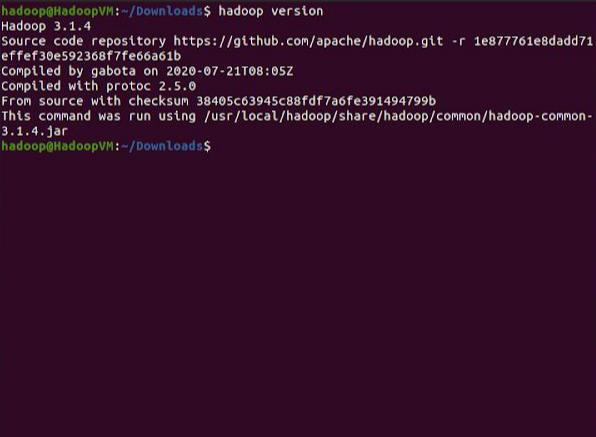 hadoop@HadoopVM:~/Downloads$ hadoop version
Hadoop 3.1.4
Source code repository https://github.com/apache/hadoop.git -r 1e877761e8dadd71
effef30e592368f7fe66a61b
Compiled by gabota on 2020-07-21T08:05Z
Compiled with protoc 2.5.0
From source with checksum 38405c63945c88fdf7a6fe391494799b
This command was run using /usr/local/hadoop/share/hadoop/common/hadoop-common-
3.1.4.jar
hadoop@HadoopVM:~/Downloads$